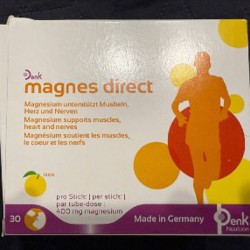 Denk
magnes direct
Magnesium unterstützt Muskeln,
Herz und Nerven
Magnesium supports muscles,
heart and nerves
Magnésium soutient les muscles,
le coeur et les nerfs
pro Stick: | per stick: |
par tube-dose :
400 mg magnesium
30
Made in Germany
Denk